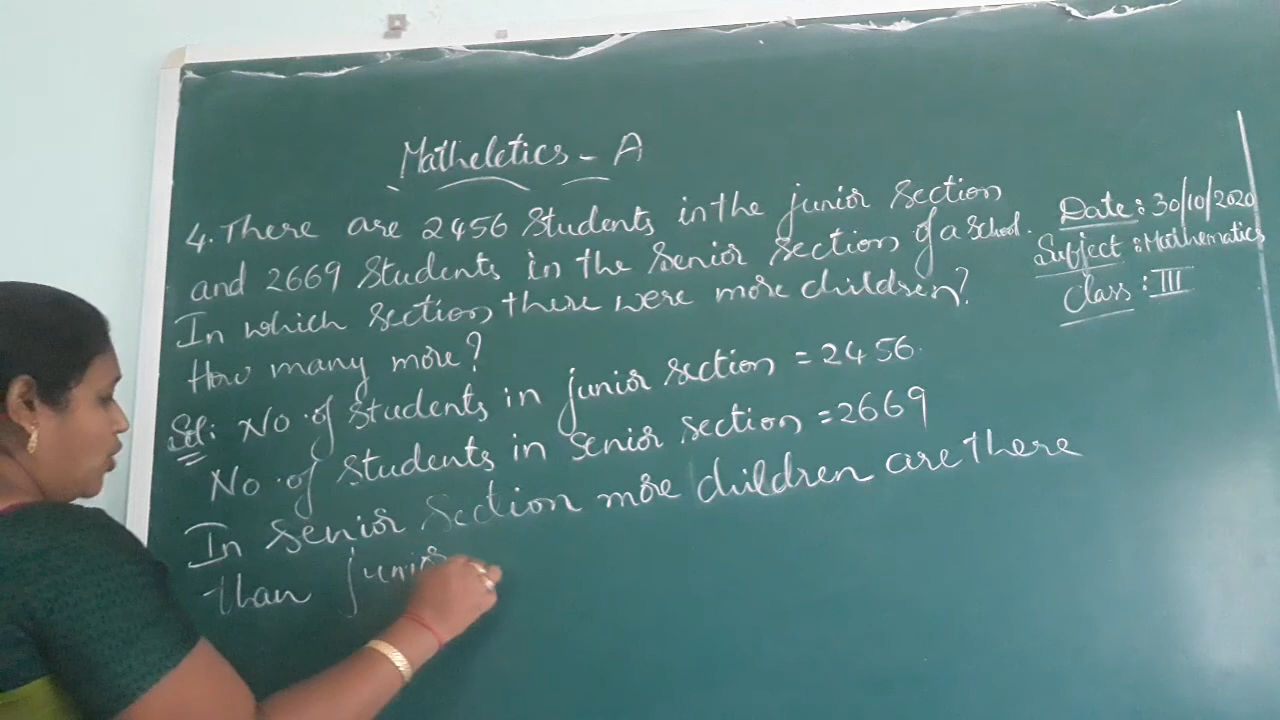 Matheletics - A
4. There are 2456 Students in the junior section
and 2669 Students in the Senior section of a School.
In which section there were more children?
How many more?
Sol: No. of students in junior section = 2456.
No. of students in senior section = 2669
In senior section more children are there
than junior
Date: 30/10/2020
Subject: Mathematics
Class: III